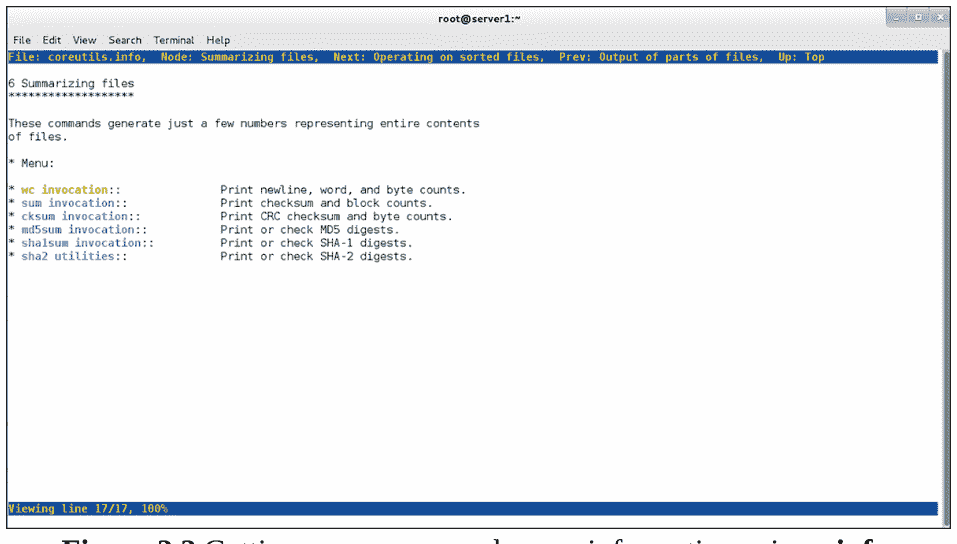 root@server1:~
File Edit View Search Terminal Help
File: coreutils.info, Node: Summarizing files, Next: Operating on sorted files, Prev: Output of parts of files, Up: Top
6 Summarizing files
*******************
These commands generate just a few numbers representing entire contents
of files.
* Menu:
* wc invocation:: Print newline, word, and byte counts.
* sum invocation:: Print checksum and block counts.
* cksum invocation:: Print CRC checksum and byte counts.
* md5sum invocation:: Print or check MD5 digests.
* sha1sum invocation:: Print or check SHA-1 digests.
* sha2 utilities:: Print or check SHA-2 digests.
Viewing line 17/17, 100%